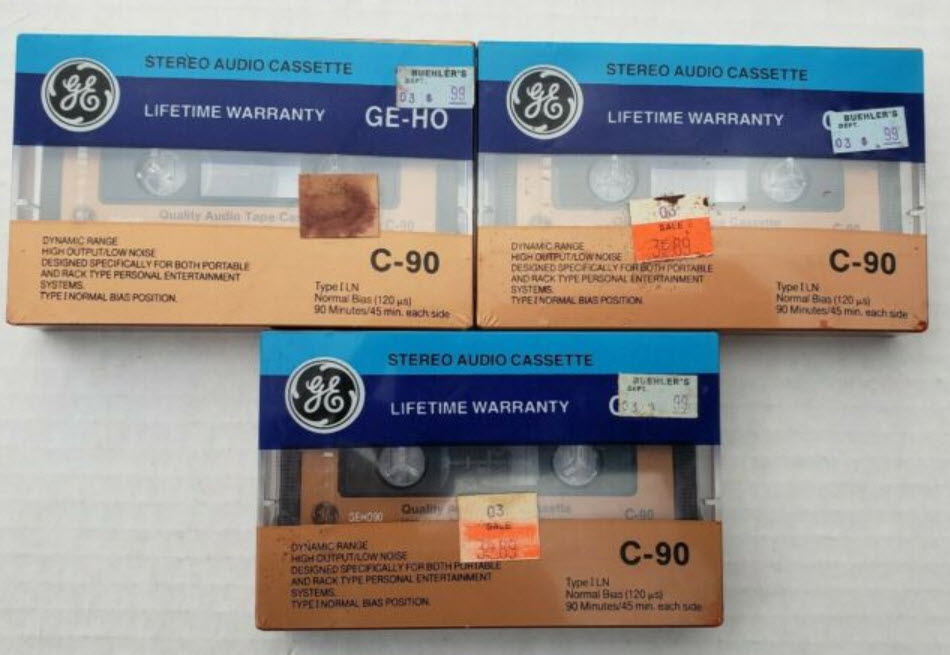 STEREO AUDIO CASSETTE
BUEHLER'S
DEPT.
03 $ 99
GE
LIFETIME WARRANTY
GE-HO
Quality Audio Tape Cas
C-90
DYNAMIC RANGE
HIGH OUTPUT/LOW NOISE
DESIGNED SPECIFICALLY FOR BOTH PORTABLE
AND RACK TYPE PERSONAL ENTERTAINMENT
SYSTEMS.
TYPE I NORMAL BIAS POSITION.
C-90
Type I LN
Normal Bias (120 µs)
90 Minutes/45 min. each side
STEREO AUDIO CASSETTE
GE
LIFETIME WARRANTY
BUEHLER'S
DEPT.
03 $ 99
Cassette
03
SALE
DYNAMIC RANGE
HIGH OUTPUT/LOW NOISE
DESIGNED SPECIFICALLY FOR BOTH PORTABLE
AND RACK TYPE PERSONAL ENTERTAINMENT
SYSTEMS.
TYPE I NORMAL BIAS POSITION.
C-90
Type I LN
Normal Bias (120 µs)
90 Minutes/45 min. each side
STEREO AUDIO CASSETTE
GE
LIFETIME WARRANTY
BUEHLER'S
DEPT.
03 99
GEHO90
Quality
C-90
03
SALE
DYNAMIC RANGE
HIGH OUTPUT/LOW NOISE
DESIGNED SPECIFICALLY FOR BOTH PORTABLE
AND RACK TYPE PERSONAL ENTERTAINMENT
SYSTEMS.
TYPE I NORMAL BIAS POSITION.
C-90
Type I LN
Normal Bias (120 µs)
90 Minutes/45 min. each side